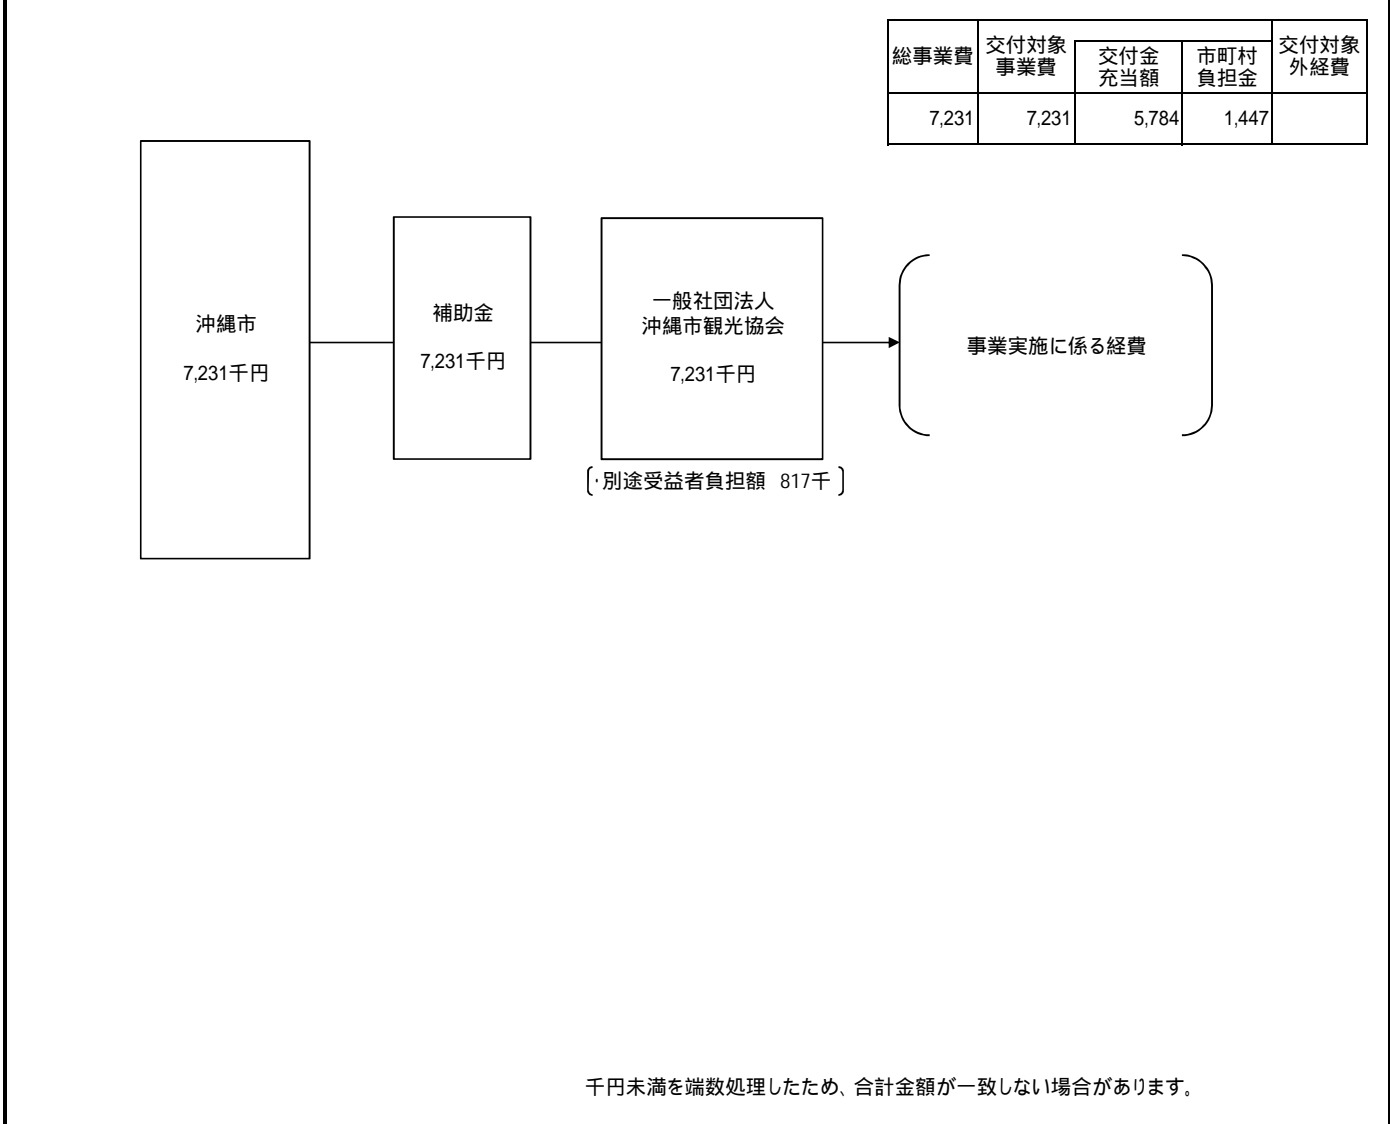 総事業費 交付対象 事業費 交付金 充当額 市町村 負担金 交付対象 外経費
7,231 7,231 5,784 1,447
沖縄市
7,231千円
補助金
7,231千円
一般社団法人
沖縄市観光協会
7,231千円
事業実施に係る経費
・別途受益者負担額 817千
千円未満を端数処理したため、合計金額が一致しない場合があります。